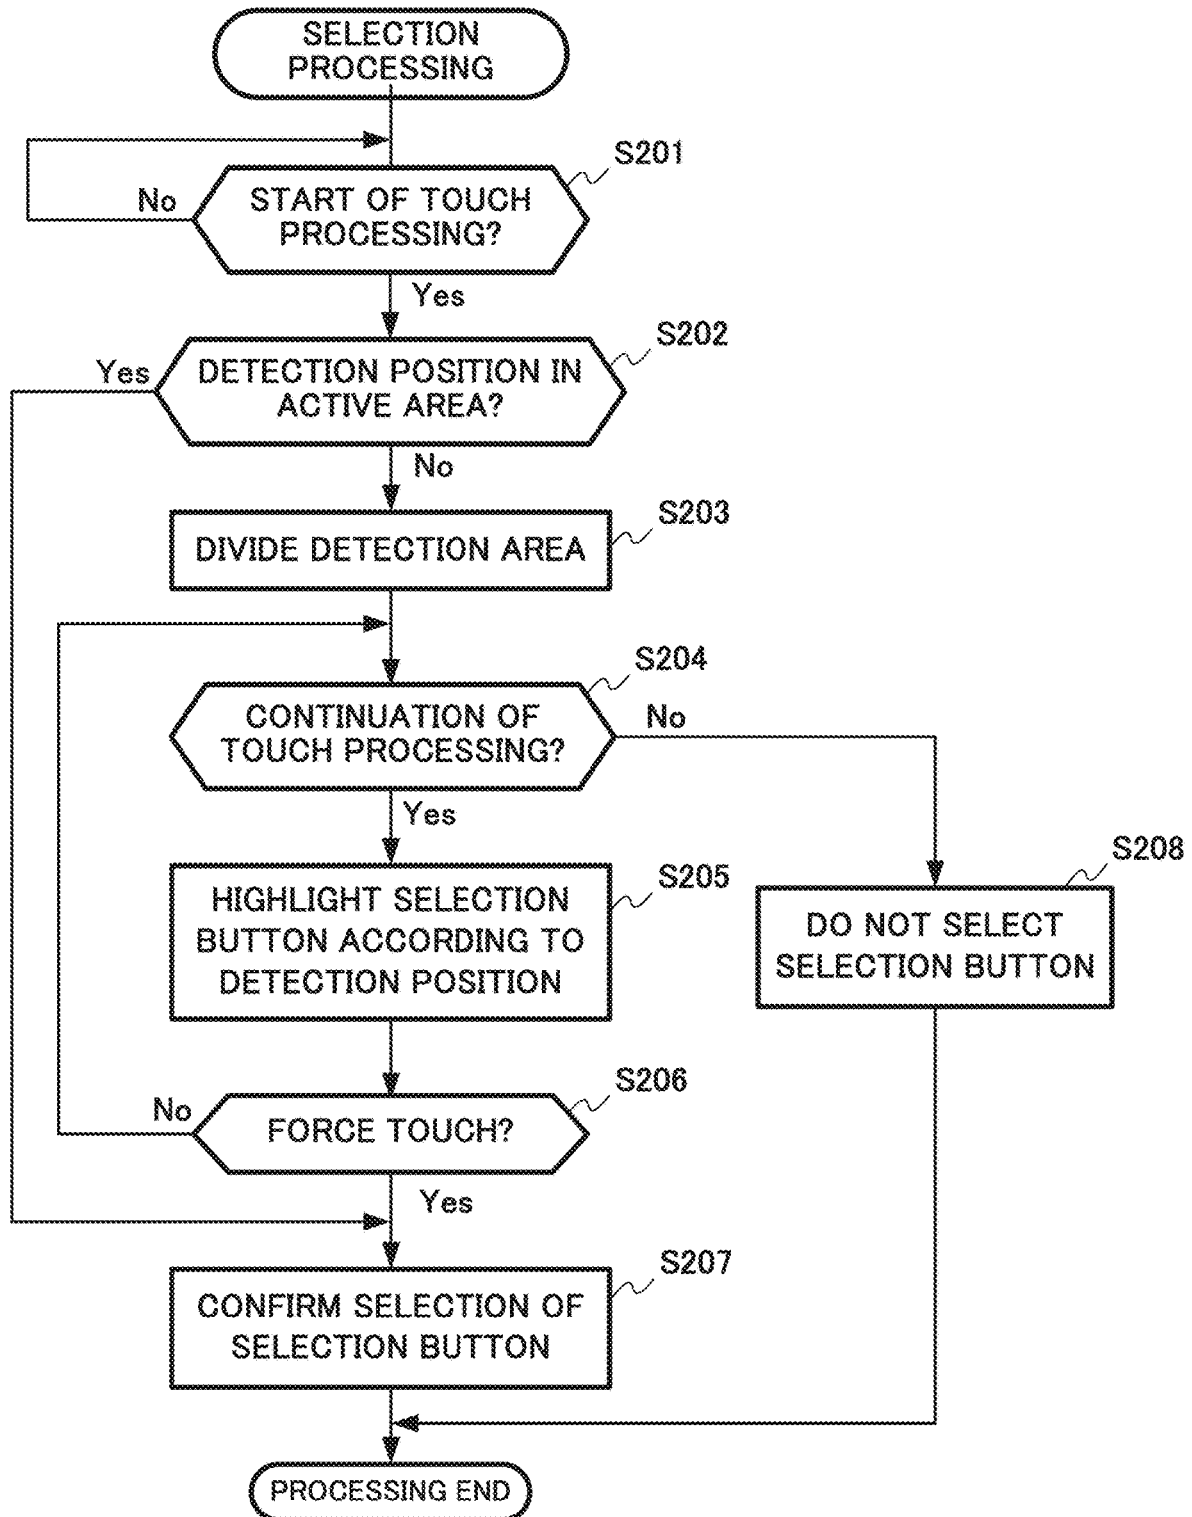 SELECTION
PROCESSING
S201
No
START OF TOUCH
PROCESSING?
Yes
S202
Yes
DETECTION POSITION IN
ACTIVE AREA?
No
S203
DIVIDE DETECTION AREA
S204
CONTINUATION OF
TOUCH PROCESSING?
No
Yes
S205
HIGHLIGHT SELECTION
BUTTON ACCORDING TO
DETECTION POSITION
S208
DO NOT SELECT
SELECTION BUTTON
S206
No
FORCE TOUCH?
Yes
S207
CONFIRM SELECTION OF
SELECTION BUTTON
PROCESSING END